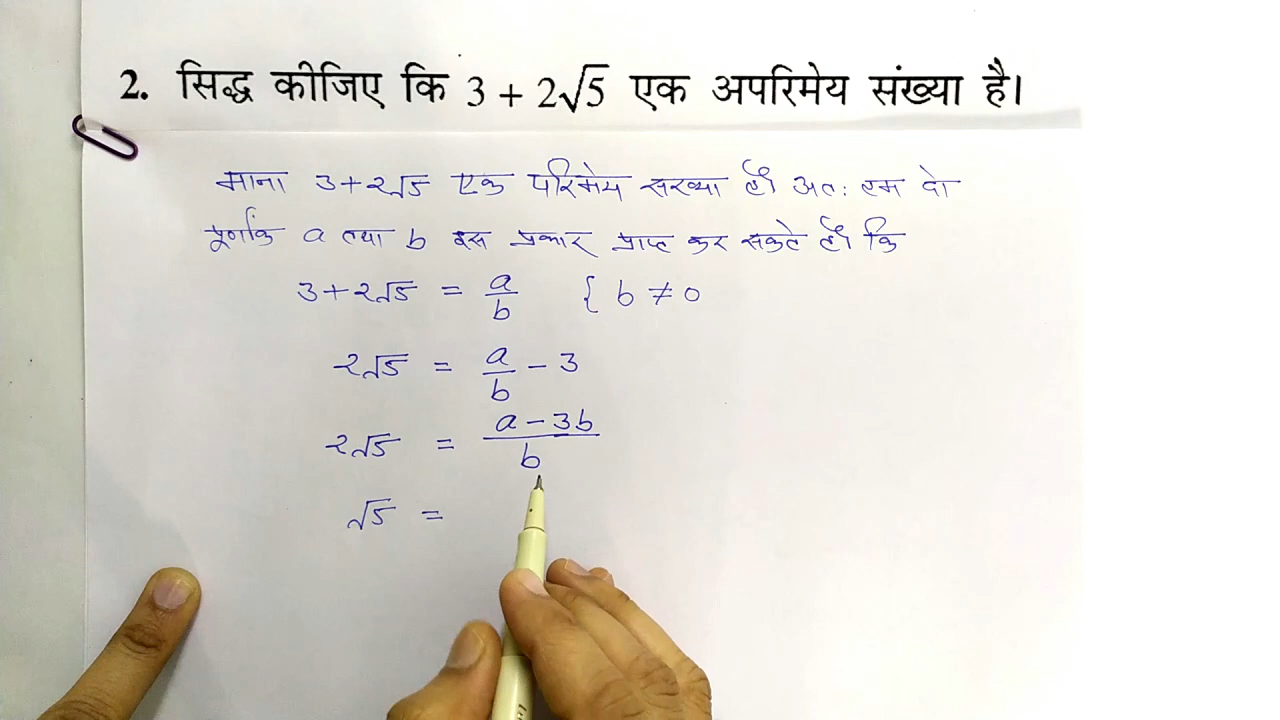 2. सिद्ध कीजिए कि 3 + 2√5 एक अपरिमेय संख्या है।
माना 3+2√5 एक परिमेय सख्या है। अतः हम दो
पूर्णांक a तथा b इस प्रकार प्राप्त कर सकते है। कि
3+2√5 = a/b { b ≠ 0
2√5 = a/b - 3
2√5 = (a - 3b)/b
√5 =